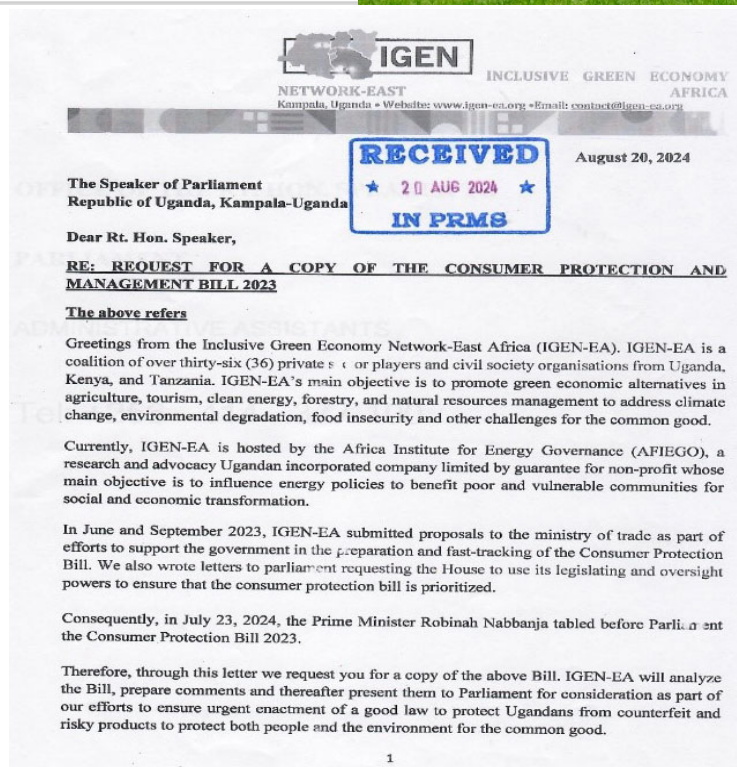 IGEN
INCLUSIVE GREEN ECONOMY
NETWORK-EAST AFRICA
Kampala, Uganda • Website: www.igen-ea.org •Email: contact@igen-ea.org
RECEIVED
★ 20 AUG 2024 ★
IN PRMS
August 20, 2024
The Speaker of Parliament
Republic of Uganda, Kampala-Uganda
Dear Rt. Hon. Speaker,
RE: REQUEST FOR A COPY OF THE CONSUMER PROTECTION AND
MANAGEMENT BILL 2023
The above refers
Greetings from the Inclusive Green Economy Network-East Africa (IGEN-EA). IGEN-EA is a
coalition of over thirty-six (36) private s or players and civil society organisations from Uganda,
Kenya, and Tanzania. IGEN-EA's main objective is to promote green economic alternatives in
agriculture, tourism, clean energy, forestry, and natural resources management to address climate
change, environmental degradation, food insecurity and other challenges for the common good.
Currently, IGEN-EA is hosted by the Africa Institute for Energy Governance (AFIEGO), a
research and advocacy Ugandan incorporated company limited by guarantee for non-profit whose
main objective is to influence energy policies to benefit poor and vulnerable communities for
social and economic transformation.
In June and September 2023, IGEN-EA submitted proposals to the ministry of trade as part of
efforts to support the government in the preparation and fast-tracking of the Consumer Protection
Bill. We also wrote letters to parliament requesting the House to use its legislating and oversight
powers to ensure that the consumer protection bill is prioritized.
Consequently, in July 23, 2024, the Prime Minister Robinah Nabbanja tabled before Parliament
the Consumer Protection Bill 2023.
Therefore, through this letter we request you for a copy of the above Bill. IGEN-EA will analyze
the Bill, prepare comments and thereafter present them to Parliament for consideration as part of
our efforts to ensure urgent enactment of a good law to protect Ugandans from counterfeit and
risky products to protect both people and the environment for the common good.
1